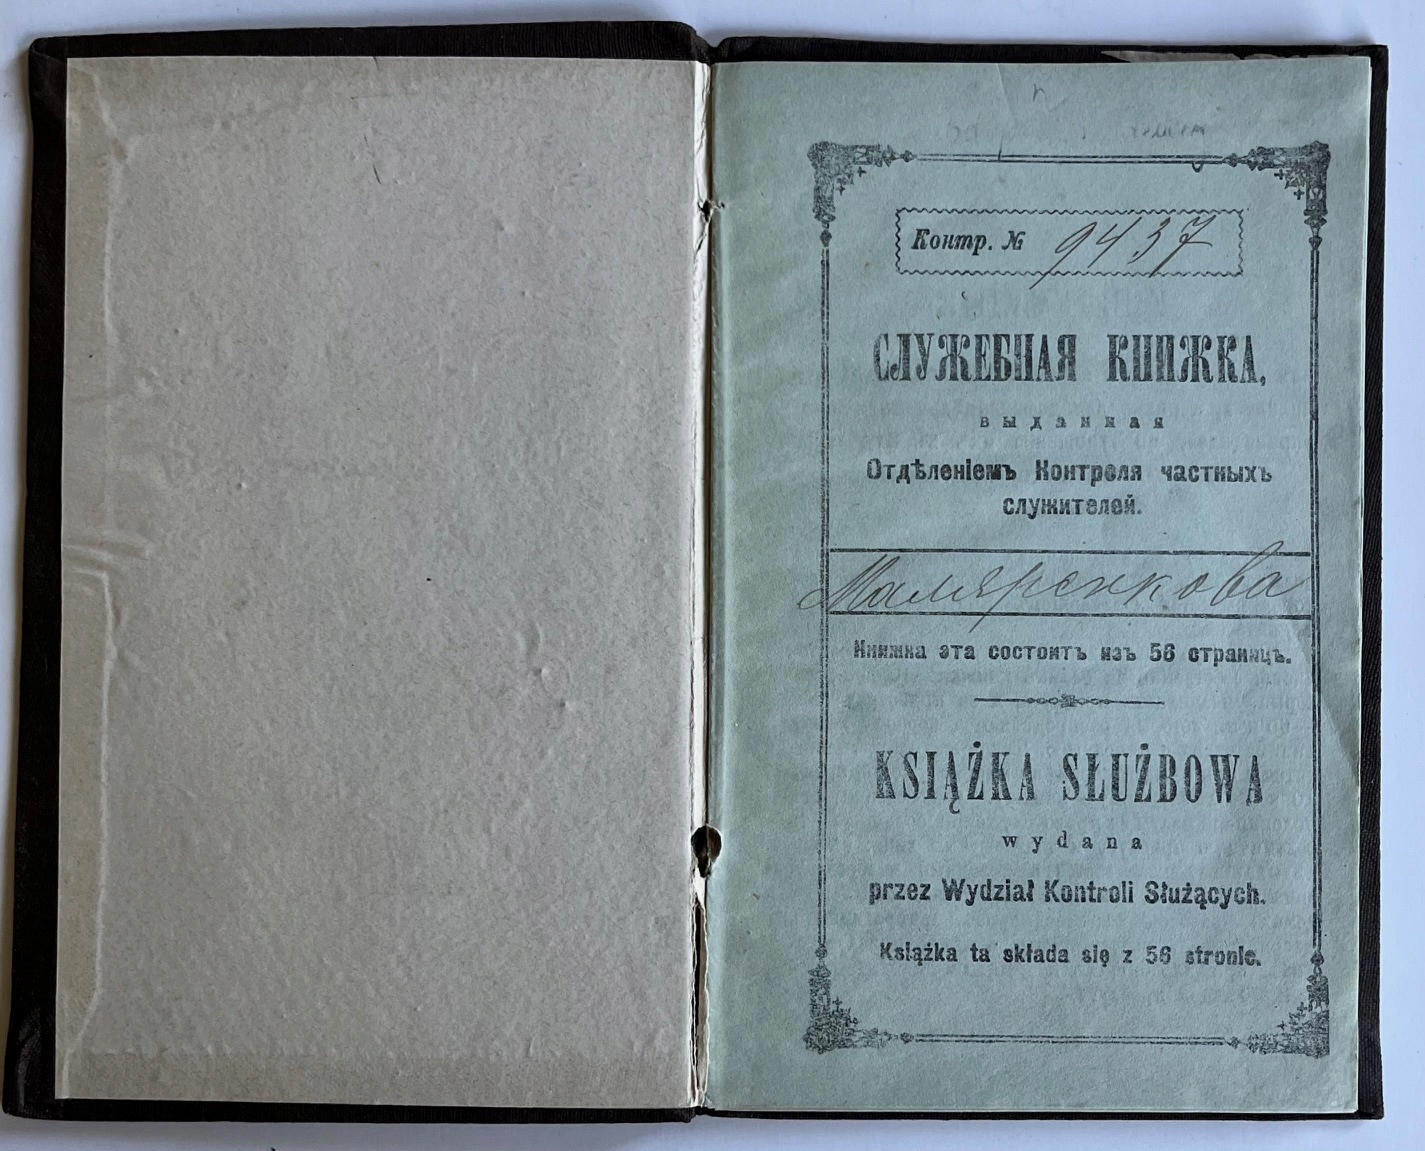 Контр. № 9437
СЛУЖЕБНАЯ КНИЖКА,
выданная
Отдѣленіемъ Контроля частныхъ
служителей.
Малярснкова
Книжка эта состоитъ изъ 56 страницъ.
KSIĄŻKA SŁUŻBOWA
wydana
przez Wydział Kontroli Służących.
Książka ta składa się z 56 stronic.